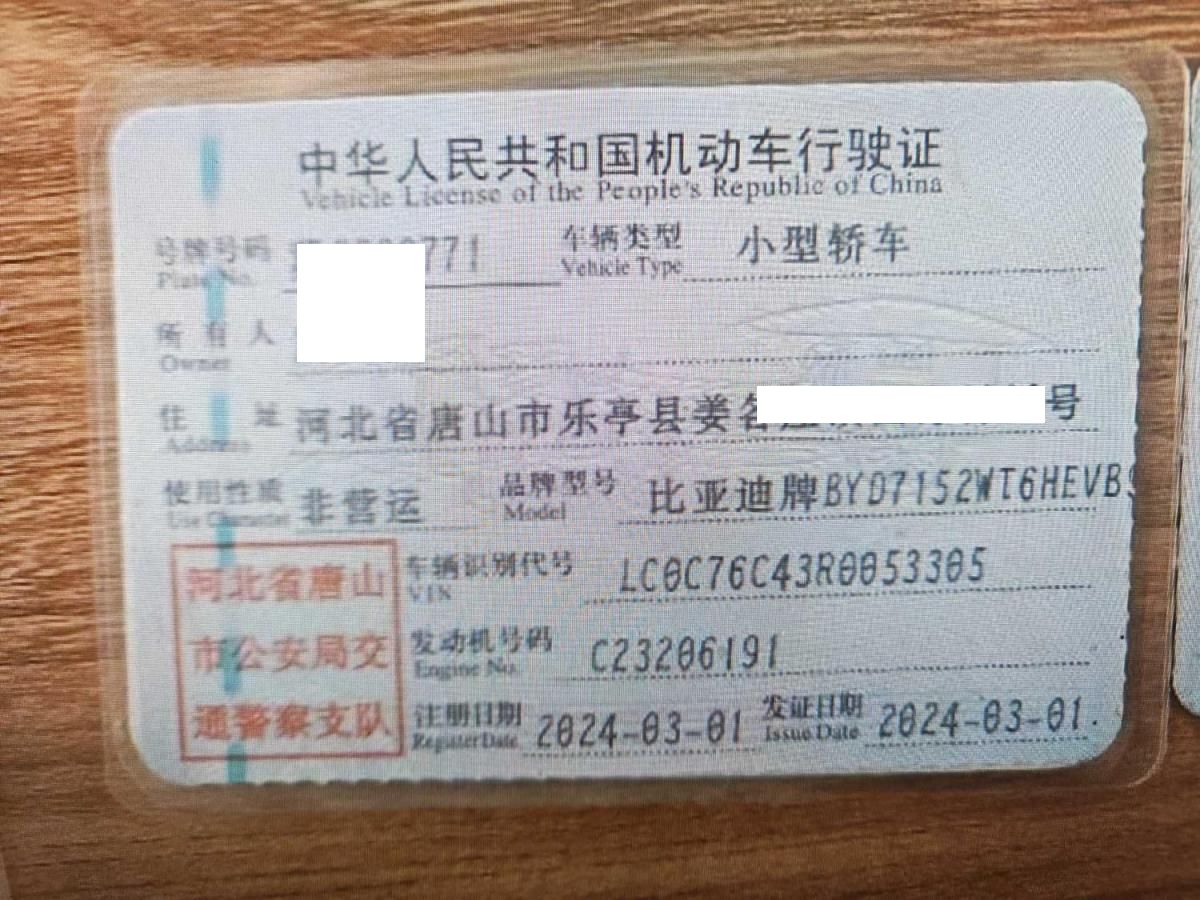 中华人民共和国机动车行驶证
Vehicle License of the People's Republic of China
号牌号码 771 车辆类型 小型轿车
Plate No. Vehicle Type
所有人
Owner
住址 河北省唐山市乐亭县姜各 号
Address
使用性质 非营运 品牌型号 比亚迪牌BYD7152WT6HEVB
Use Character Model
河北省唐山 车辆识别代号 LC0C76C43R0053305
VIN
市公安局交 发动机号码 C23206191
Engine No.
通警察支队 注册日期 2024-03-01 发证日期 2024-03-01
Register Date Issue Date